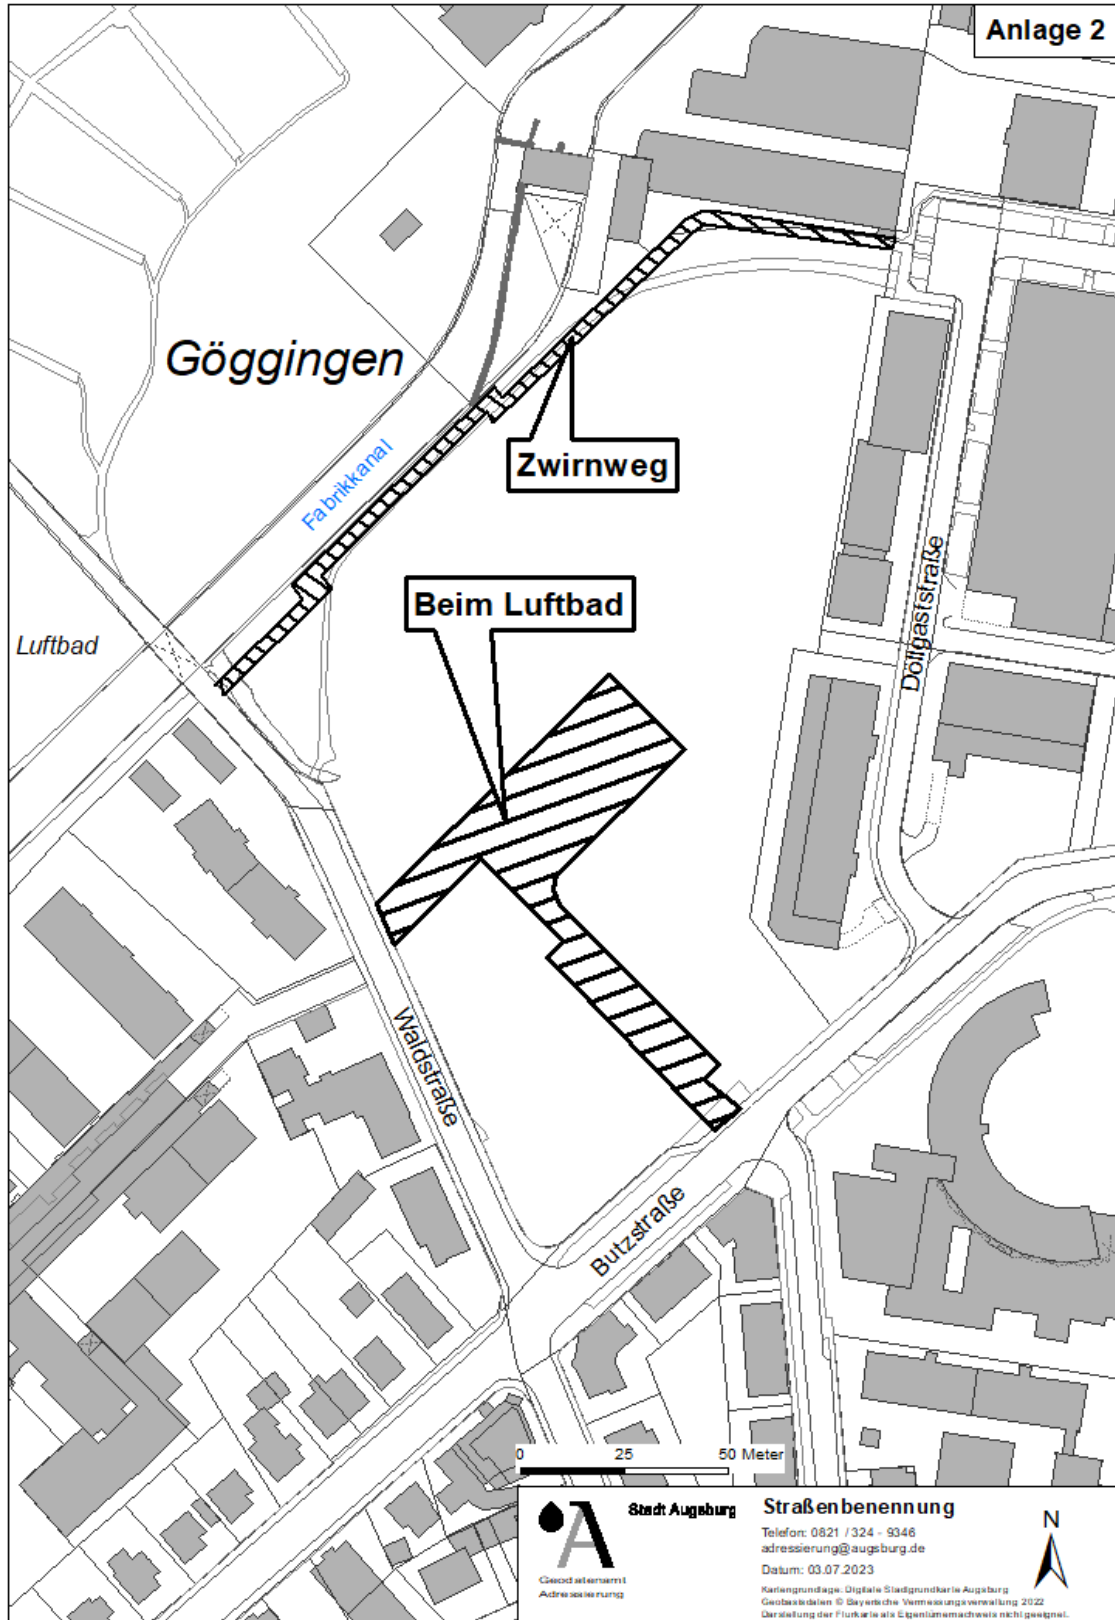 Anlage 2
Göggingen
Zwirnweg
Fabrikkanal
Beim Luftbad
Luftbad
Döllgaststraße
Waldstraße
Butzstraße
0 25 50 Meter
Stadt Augsburg
Geodatenamt
Adressierung
Straßenbenennung
Telefon: 0821 / 324 - 9346
adressierung@augsburg.de
Datum: 03.07.2023
Kartengrundlage: Digitale Stadtgrundkarte Augsburg
Geobasisdaten © Bayerische Vermessungsverwaltung 2022
Darstellung der Flurkarte als Eigentümernachweis nicht geeignet.
N